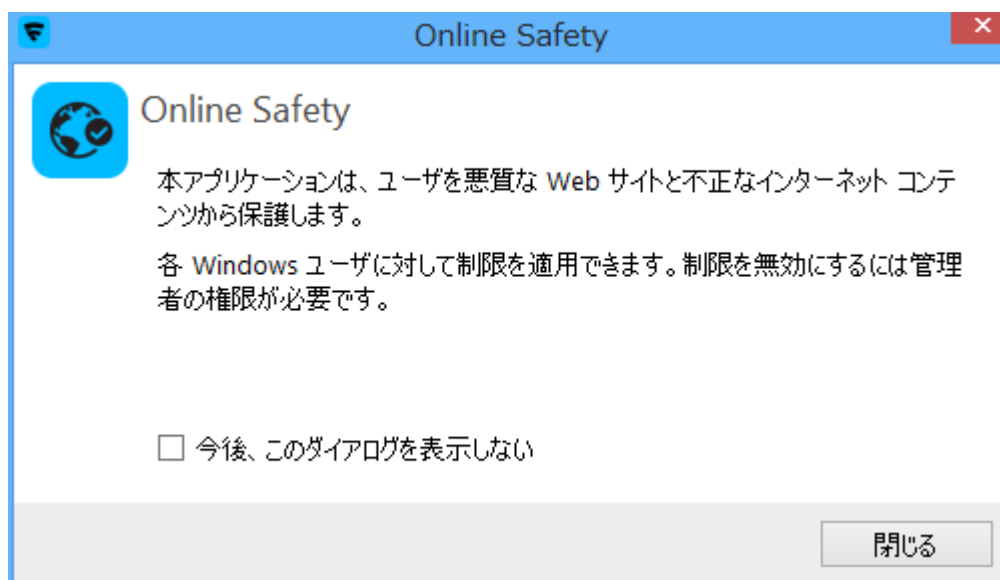 Online Safety
Online Safety
本アプリケーションは、ユーザを悪質な Web サイトと不正なインターネット コンテ
ンツから保護します。
各 Windows ユーザに対して制限を適用できます。制限を無効にするには管理
者の権限が必要です。
今後、このダイアログを表示しない
閉じる